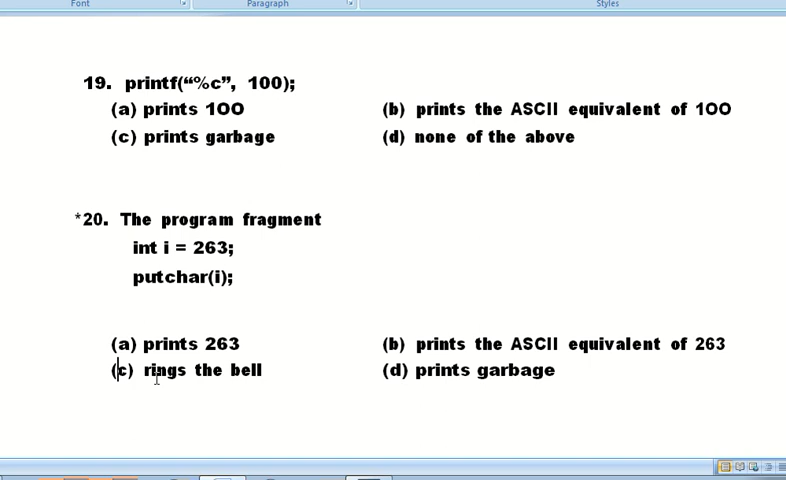 Font Paragraph Styles
19. printf(“%c”, 100);
(a) prints 100 (b) prints the ASCII equivalent of 100
(c) prints garbage (d) none of the above
*20. The program fragment
int i = 263;
putchar(i);
(a) prints 263 (b) prints the ASCII equivalent of 263
(c) rings the bell (d) prints garbage